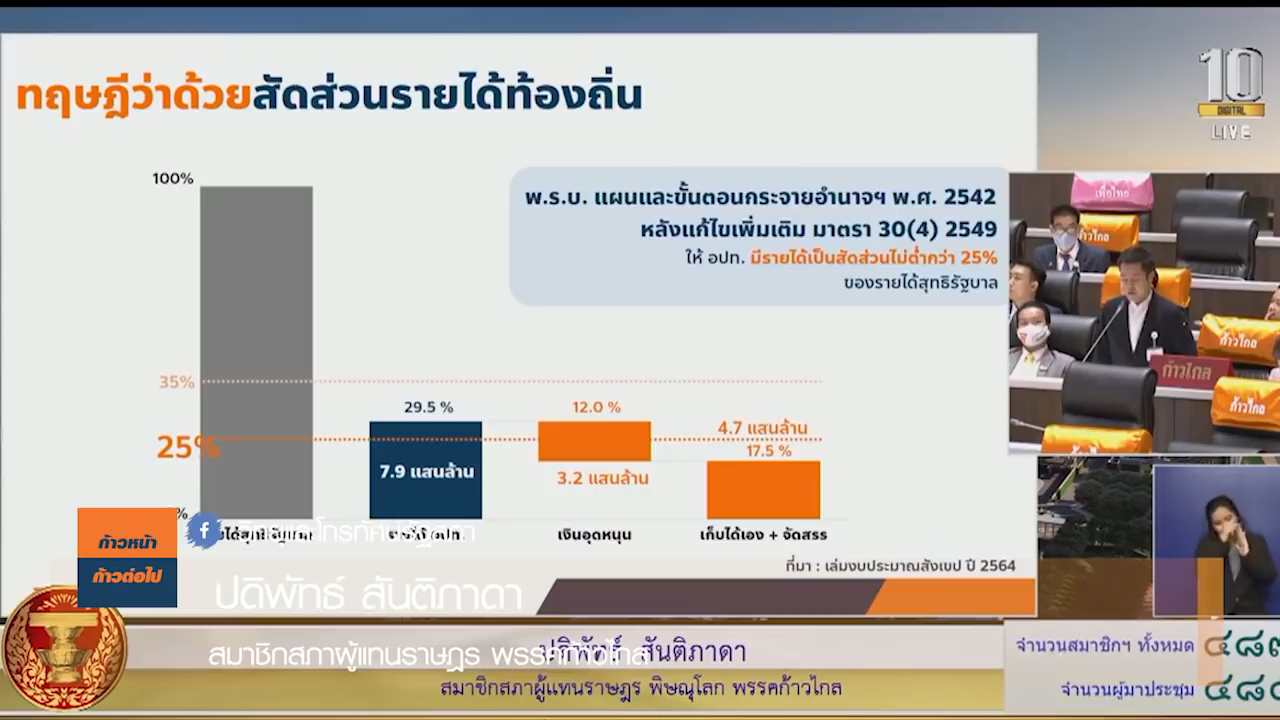 ทฤษฎีว่าด้วยสัดส่วนรายได้ท้องถิ่น
10
DIGITAL
LIVE
พ.ร.บ. แผนและขั้นตอนกระจายอำนาจฯ พ.ศ. 2542
หลังแก้ไขเพิ่มเติม มาตรา 30(4) 2549
ให้ อปท. มีรายได้เป็นสัดส่วนไม่ต่ำกว่า 25%
ของรายได้สุทธิรัฐบาล
100%
35%
25%
29.5 %
7.9 แสนล้าน
12.0 %
3.2 แสนล้าน
4.7 แสนล้าน
17.5 %
เงินอุดหนุน
เก็บได้เอง + จัดสรร
ที่มา : เล่มงบประมาณสังเขป ปี 2564
เพื่อไทย
ก้าวไกล
ก้าวไกล
ก้าวไกล
ก้าวไกล
ก้าวหน้า
ก้าวต่อไป
ปดิพัทธ์ สันติภาดา
สมาชิกสภาผู้แทนราษฎร พรรคก้าวไกล
ปดิพัทธ์ สันติภาดา
สมาชิกสภาผู้แทนราษฎร พิษณุโลก พรรคก้าวไกล
จำนวนสมาชิกฯ ทั้งหมด ๔๘๗
จำนวนผู้มาประชุม